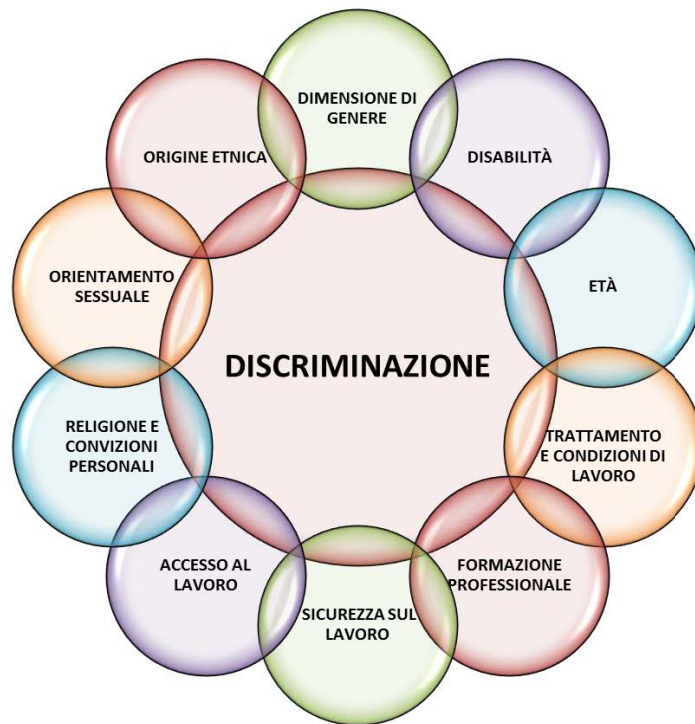 DIMENSIONE DI
GENERE
DISABILITÀ
ETÀ
TRATTAMENTO
E CONDIZIONI DI
LAVORO
FORMAZIONE
PROFESSIONALE
SICUREZZA SUL
LAVORO
ACCESSO AL
LAVORO
RELIGIONE E
CONVIZIONI
PERSONALI
ORIENTAMENTO
SESSUALE
ORIGINE ETNICA
DISCRIMINAZIONE